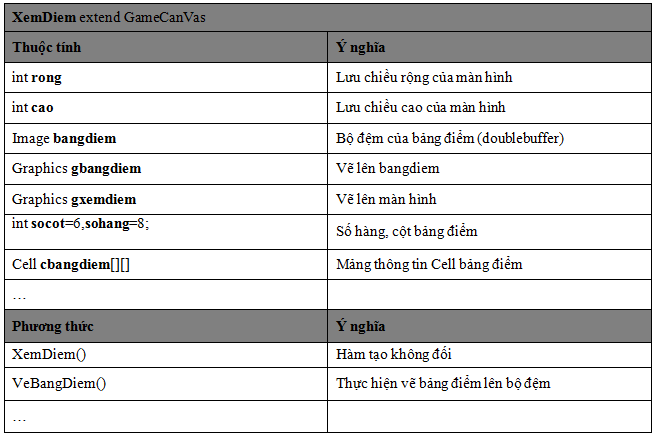 XemDiem extend GameCanVas
Thuộc tính Ý nghĩa
int rong Lưu chiều rộng của màn hình
int cao Lưu chiều cao của màn hình
Image bangdiem Bộ đệm của bảng điểm (doublebuffer)
Graphics gbangdiem Vẽ lên bangdiem
Graphics gxemdiem Vẽ lên màn hình
int socot=6,sohang=8; Số hàng, cột bảng điểm
Cell cbangdiem[][] Mảng thông tin Cell bảng điểm
…
Phương thức Ý nghĩa
XemDiem() Hàm tạo không đối
VeBangDiem() Thực hiện vẽ bảng điểm lên bộ đệm
…